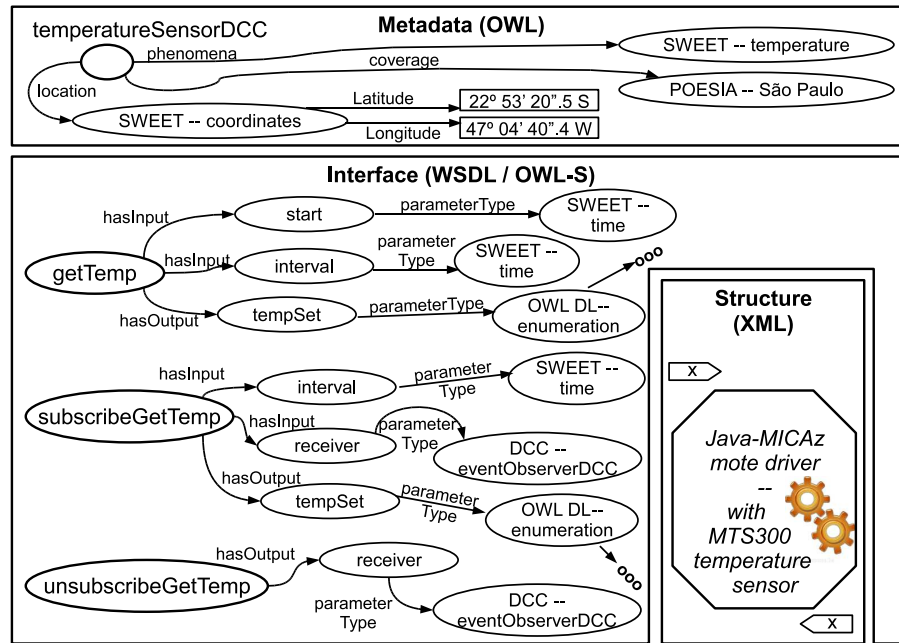 Metadata (OWL)
temperatureSensorDCC
phenomena
SWEET -- temperature
coverage
location
POESIA -- São Paulo
Latitude
22º 53' 20".5 S
SWEET -- coordinates
Longitude
47º 04' 40".4 W
Interface (WSDL / OWL-S)
hasInput
start
parameterType
SWEET --
time
getTemp
hasInput
interval
parameter
Type
SWEET --
time
ooo
hasOutput
tempSet
parameterType
OWL DL--
enumeration
hasInput
interval
parameter
Type
SWEET --
time
subscribeGetTemp
hasInput
receiver
parameter
Type
DCC --
eventObserverDCC
hasOutput
tempSet
parameter
Type
OWL DL--
enumeration
ooo
unsubscribeGetTemp
hasOutput
receiver
parameter
Type
DCC --
eventObserverDCC
Structure
(XML)
x
Java-MICAz
mote driver
--
with
MTS300
temperature
sensor
x